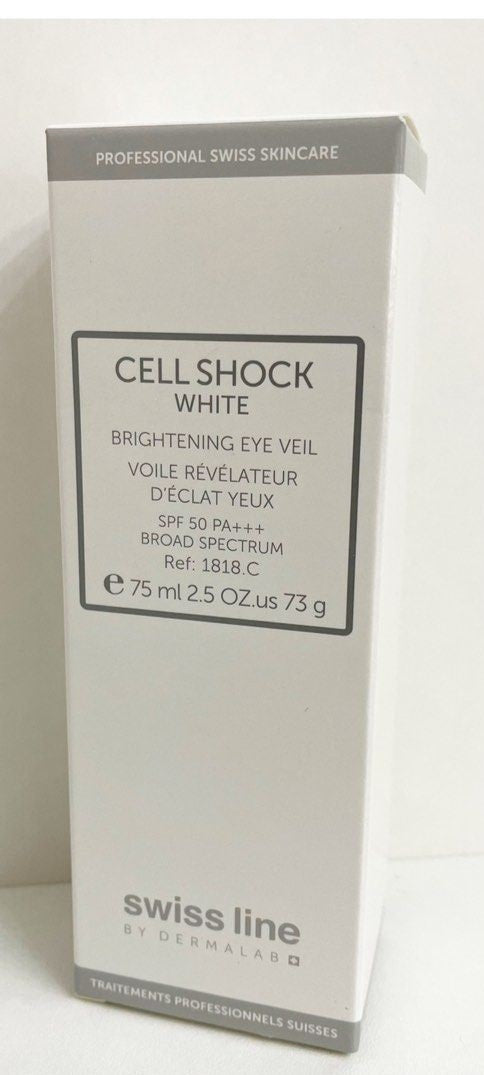 PROFESSIONAL SWISS SKINCARE
CELL SHOCK
WHITE
BRIGHTENING EYE VEIL
VOILE RÉVÉLATEUR
D'ÉCLAT YEUX
SPF 50 PA+++
BROAD SPECTRUM
Ref: 1818.C
e 75 ml 2.5 OZ.us 73 g
swiss line
BY DERMALAB
TRAITEMENTS PROFESSIONNELS SUISSES